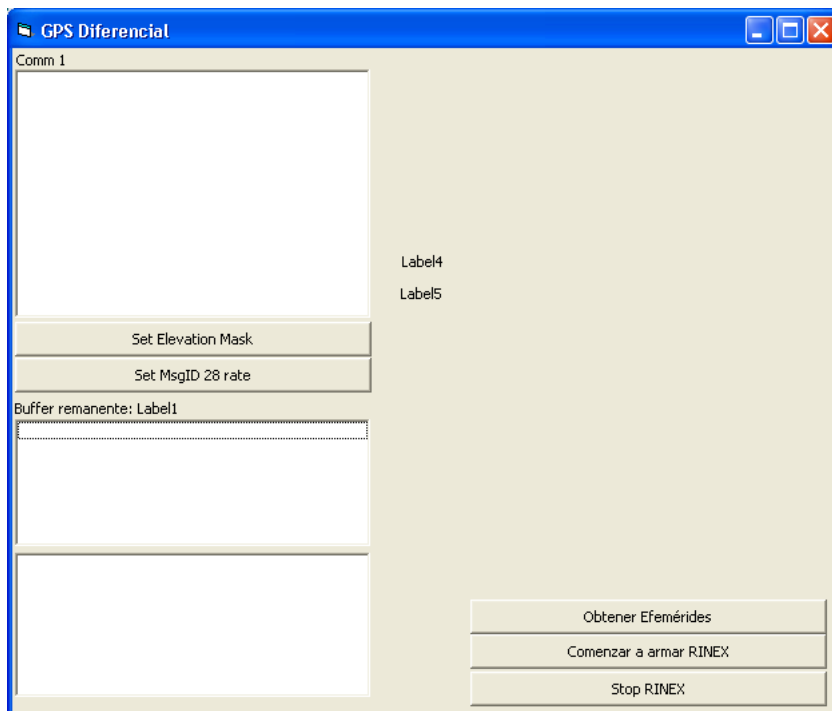 GPS Diferencial
Comm 1
Label4
Label5
Set Elevation Mask
Set MsgID 28 rate
Buffer remanente: Label1
Obtener Efemérides
Comenzar a armar RINEX
Stop RINEX